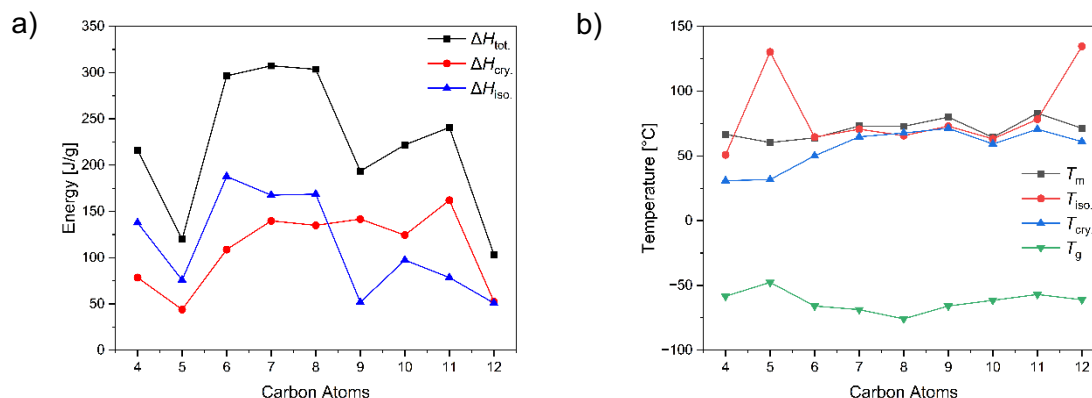 a)
350
300
250
200
150
100
50
0
Energy [J/g]
4 5 6 7 8 9 10 11 12
Carbon Atoms
ΔHtot.
ΔHcry.
ΔHiso.
b)
150
100
50
0
−50
−100
Temperature [°C]
4 5 6 7 8 9 10 11 12
Carbon Atoms
Tm
Tiso.
Tcry.
Tg